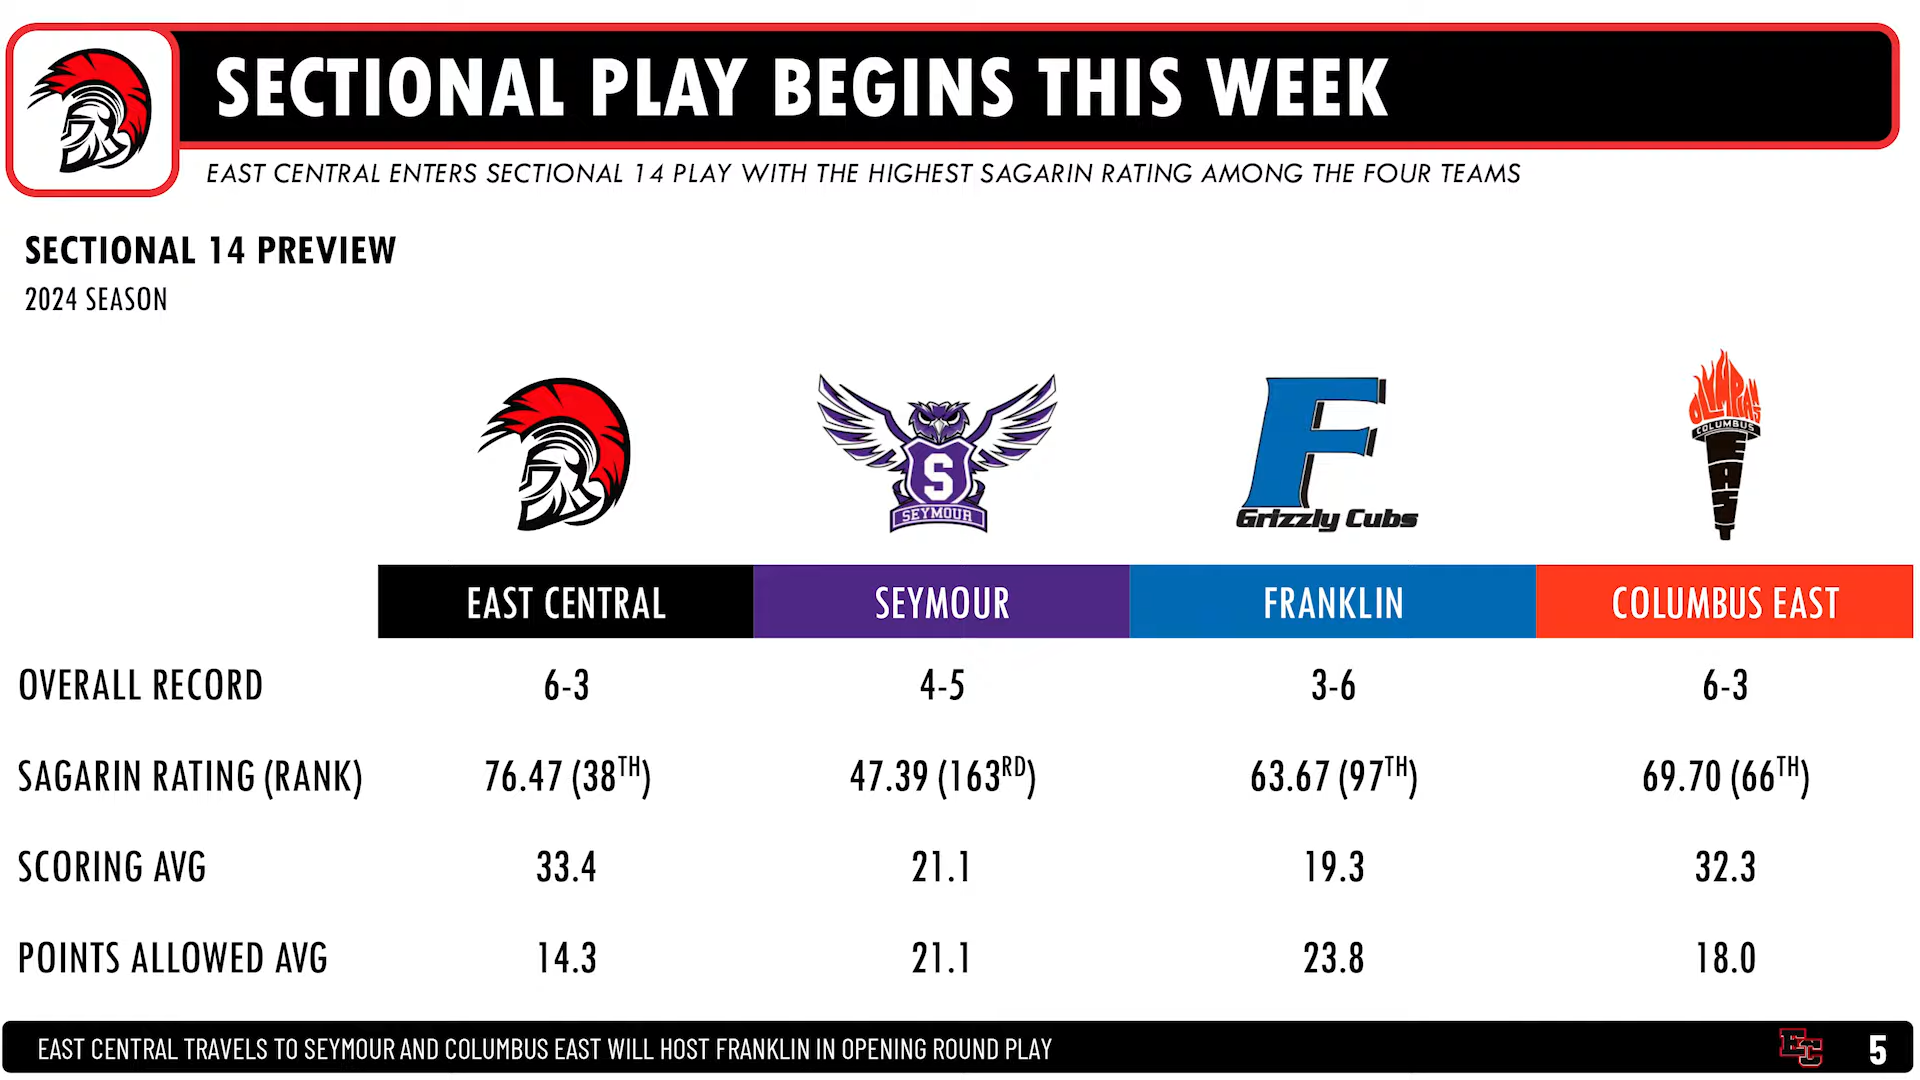 SECTIONAL PLAY BEGINS THIS WEEK
EAST CENTRAL ENTERS SECTIONAL 14 PLAY WITH THE HIGHEST SAGARIN RATING AMONG THE FOUR TEAMS
SECTIONAL 14 PREVIEW
2024 SEASON
S
SEYMOUR
F
Grizzly Cubs
OLYMPIANS
COLUMBUS
EAST
EAST CENTRAL SEYMOUR FRANKLIN COLUMBUS EAST
OVERALL RECORD 6-3 4-5 3-6 6-3
SAGARIN RATING (RANK) 76.47 (38TH) 47.39 (163RD) 63.67 (97TH) 69.70 (66TH)
SCORING AVG 33.4 21.1 19.3 32.3
POINTS ALLOWED AVG 14.3 21.1 23.8 18.0
EAST CENTRAL TRAVELS TO SEYMOUR AND COLUMBUS EAST WILL HOST FRANKLIN IN OPENING ROUND PLAY
EC
5